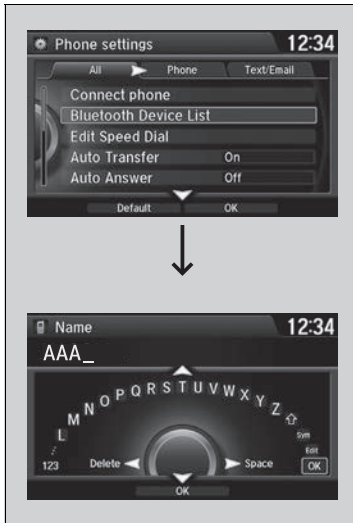 Phone settings 12:34
All Phone Text/Email
Connect phone
Bluetooth Device List
Edit Speed Dial
Auto Transfer On
Auto Answer Off
Default OK
Name 12:34
AAA_
L M N O P Q R S T U V W X Y Z
Sym
Edit
123 Delete Space OK
OK